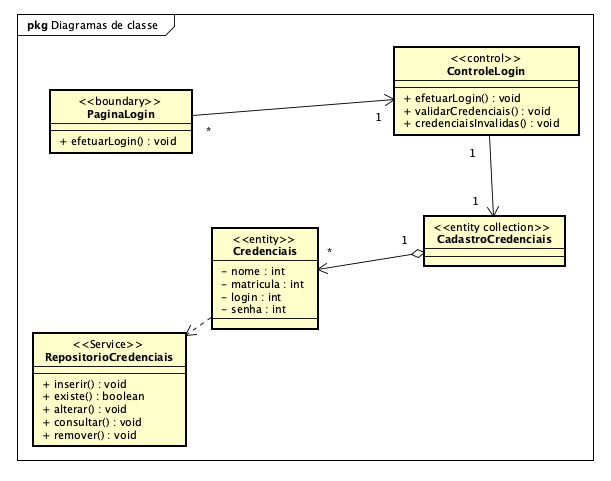 pkg Diagramas de classe
<<control>>
ControleLogin
+ efetuarLogin() : void
+ validarCredenciais() : void
+ credenciaisInvalidas() : void
<<boundary>>
PaginaLogin
+ efetuarLogin() : void
*
1
1
1
<<entity collection>>
CadastroCredenciais
1
*
<<entity>>
Credenciais
- nome : int
- matricula : int
- login : int
- senha : int
<<Service>>
RepositorioCredenciais
+ inserir() : void
+ existe() : boolean
+ alterar() : void
+ consultar() : void
+ remover() : void